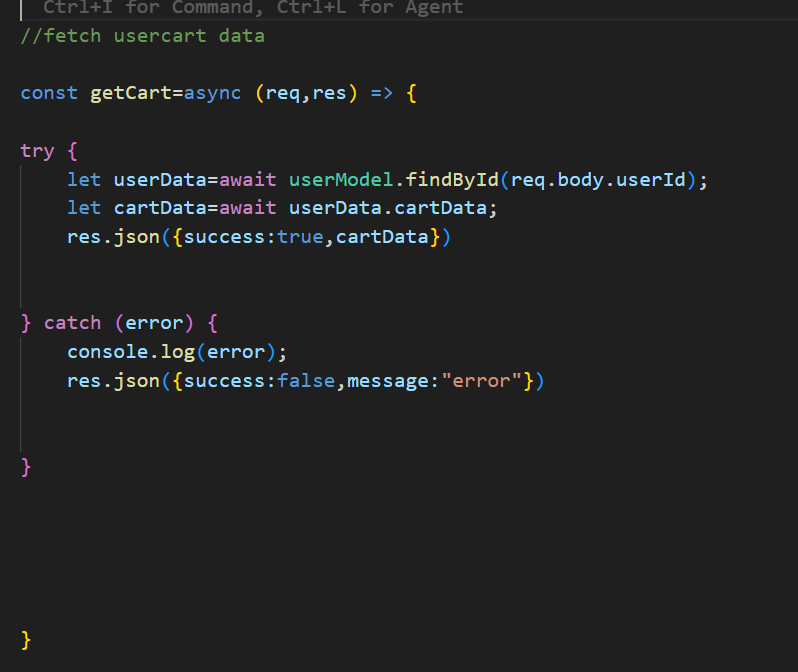 Ctrl+I for Command, Ctrl+L for Agent
//fetch usercart data
const getCart=async (req,res) => {
try {
let userData=await userModel.findById(req.body.userId);
let cartData=await userData.cartData;
res.json({success:true,cartData})
} catch (error) {
console.log(error);
res.json({success:false,message:"error"})
}
}